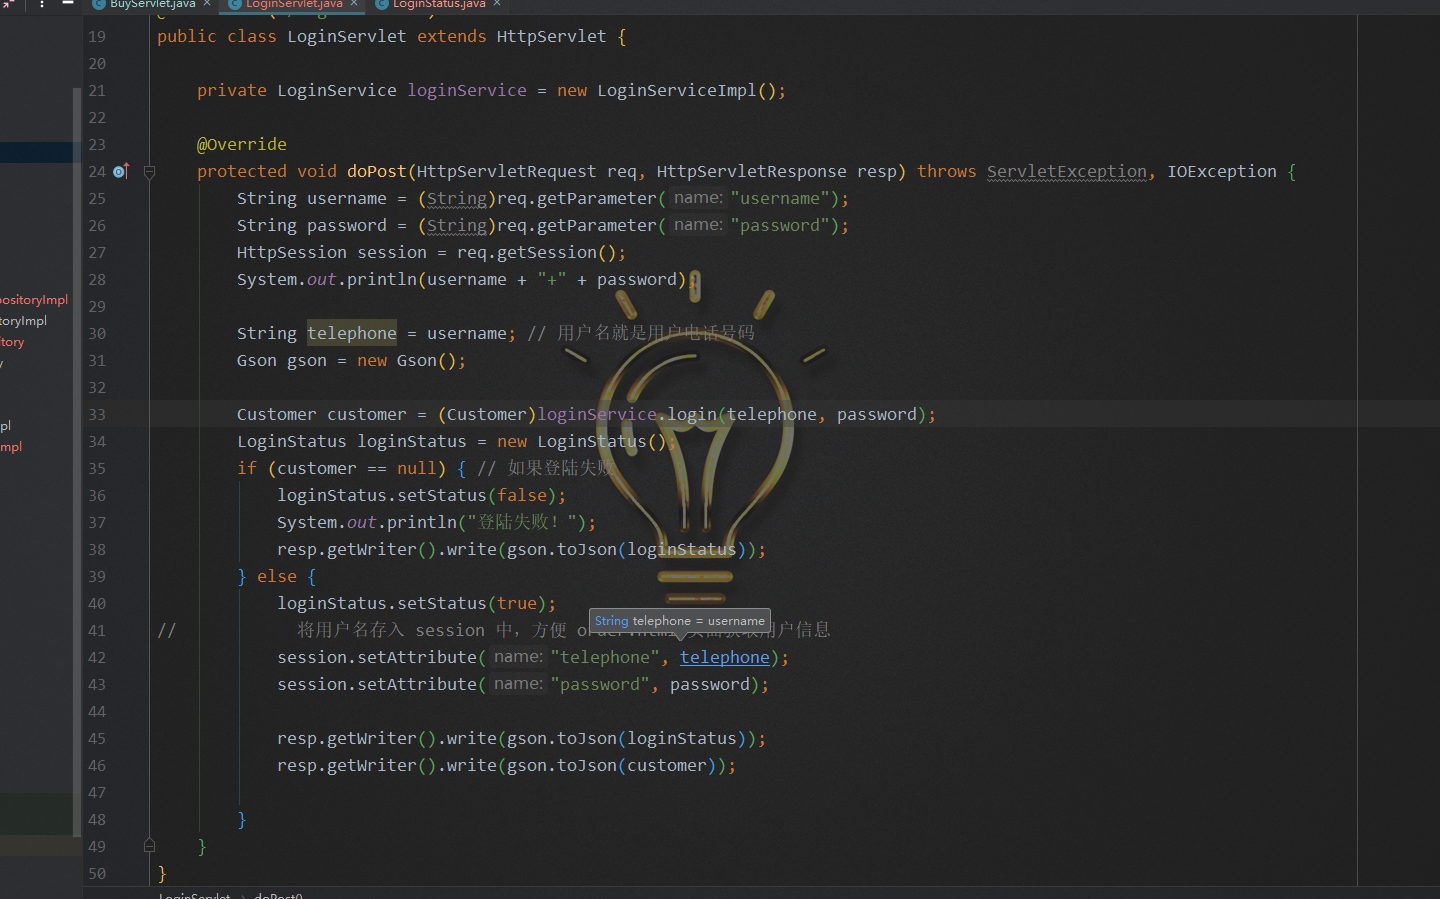 BuyServlet.java × LoginServlet.java × LoginStatus.java ×
19 public class LoginServlet extends HttpServlet {
20
21 private LoginService loginService = new LoginServiceImpl();
22
23 @Override
24 protected void doPost(HttpServletRequest req, HttpServletResponse resp) throws ServletException, IOException {
25 String username = (String)req.getParameter( name: "username");
26 String password = (String)req.getParameter( name: "password");
27 HttpSession session = req.getSession();
28 System.out.println(username + "+" + password);
29
ositoryImpl
30 String telephone = username; // 用户名就是用户电话号码
toryImpl
itory
31 Gson gson = new Gson();
32
33 Customer customer = (Customer)loginService.login(telephone, password);
pl
34 LoginStatus loginStatus = new LoginStatus();
mpl
35 if (customer == null) { // 如果登陆失败
36 loginStatus.setStatus(false);
37 System.out.println("登陆失败！");
38 resp.getWriter().write(gson.toJson(loginStatus));
39 } else {
40 loginStatus.setStatus(true);
String telephone = username
41 // 将用户名存入 session 中，方便 用户信息
42 session.setAttribute( name: "telephone", telephone);
43 session.setAttribute( name: "password", password);
44
45 resp.getWriter().write(gson.toJson(loginStatus));
46 resp.getWriter().write(gson.toJson(customer));
47
48 }
49 }
50 }
LoginServlet > doPost()